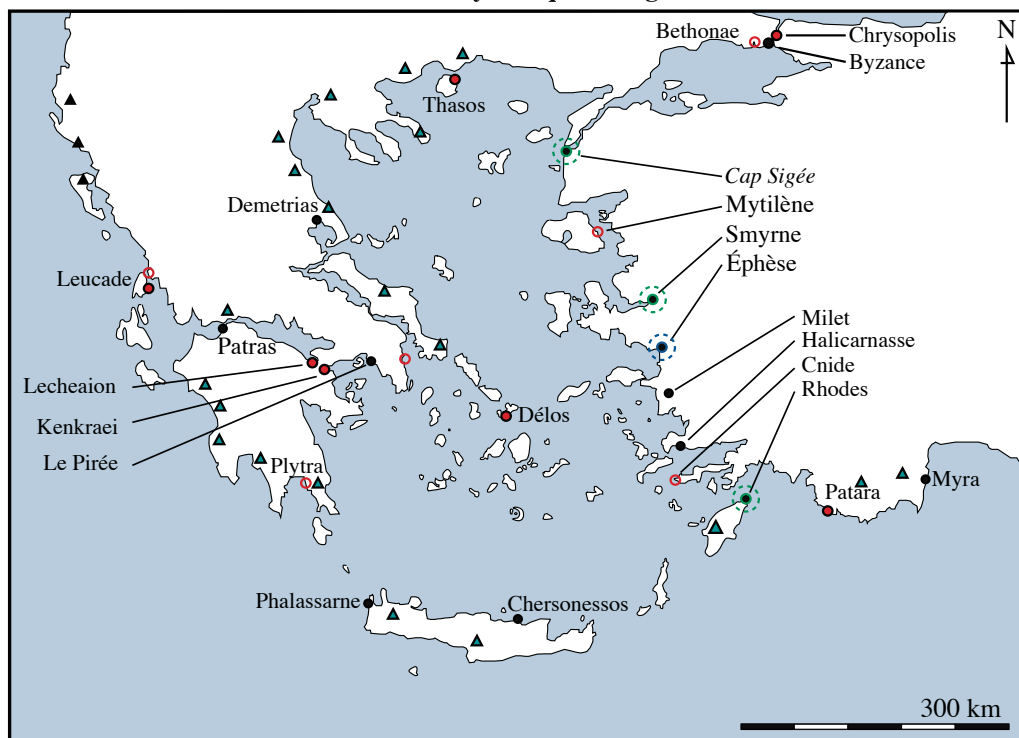 Bethonae
Chrysopolis
N
Byzance
Thasos
Cap Sigée
Mytilène
Demetrias
Smyrne
Éphèse
Leucade
Milet
Patras
Halicarnasse
Cnide
Lecheaion
Rhodes
Kenkraei
Délos
Le Pirée
Plytra
Patara
Myra
Phalassarne
Chersonessos
300 km